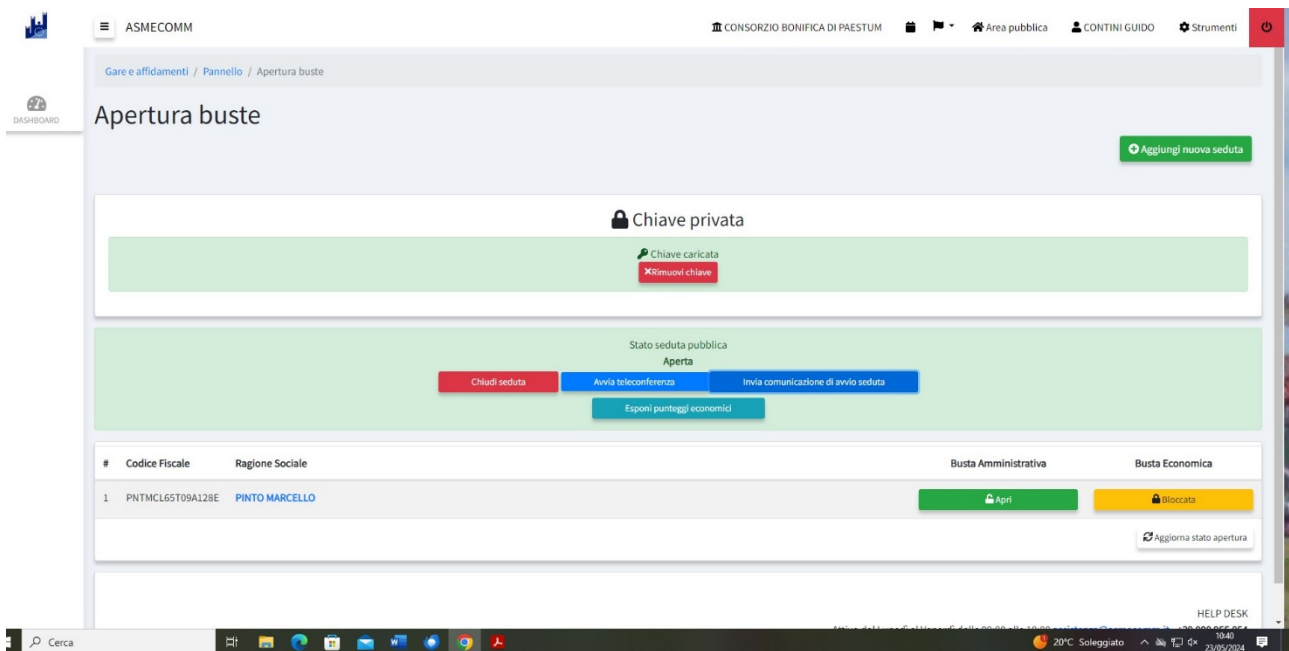 ASMECOMM
CONSORZIO BONIFICA DI PAESTUM
Area pubblica
CONTINI GUIDO
Strumenti
Gare e affidamenti / Pannello / Apertura buste
DASHBOARD
Apertura buste
Aggiungi nuova seduta
Chiave privata
Chiave caricata
Rimuovi chiave
Stato seduta pubblica
Aperta
Chiudi seduta
Avvia teleconferenza
Invia comunicazione di avvio seduta
Esponi punteggi economici
# Codice Fiscale Ragione Sociale Busta Amministrativa Busta Economica
1 PNTMCL65T09A128E PINTO MARCELLO Apri Bloccata
Aggiorna stato apertura
HELP DESK
Cerca
20°C Soleggiato
10:40
23/05/2024